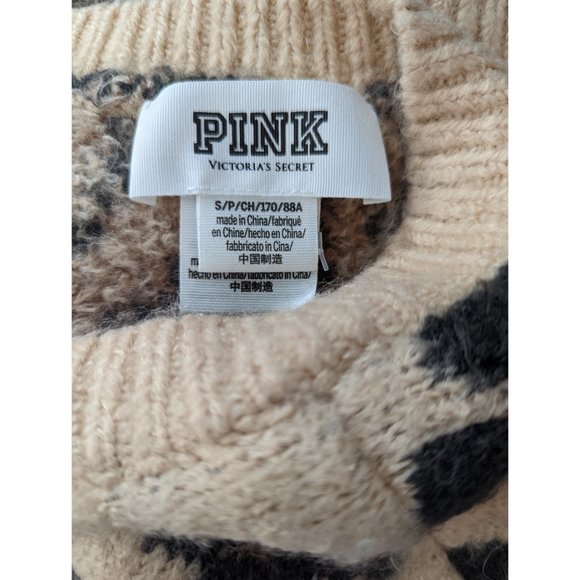 PINK
VICTORIA'S SECRET
S/P/CH/170/88A
made in China/fabriqué
en Chine/hecho en China/
fabbricato in Cina/
中国制造
hecho en China/fabbricato in Cina/
中国制造